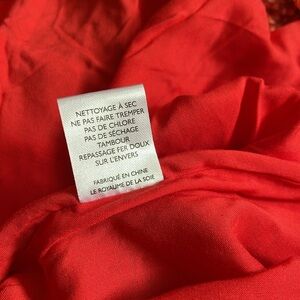 NETTOYAGE À SEC
NE PAS FAIRE TREMPER
PAS DE CHLORE
PAS DE SÉCHAGE
TAMBOUR
REPASSAGE FER DOUX
SUR L'ENVERS
FABRIQUÉ EN CHINE
LE ROYAUME DE LA SOIE